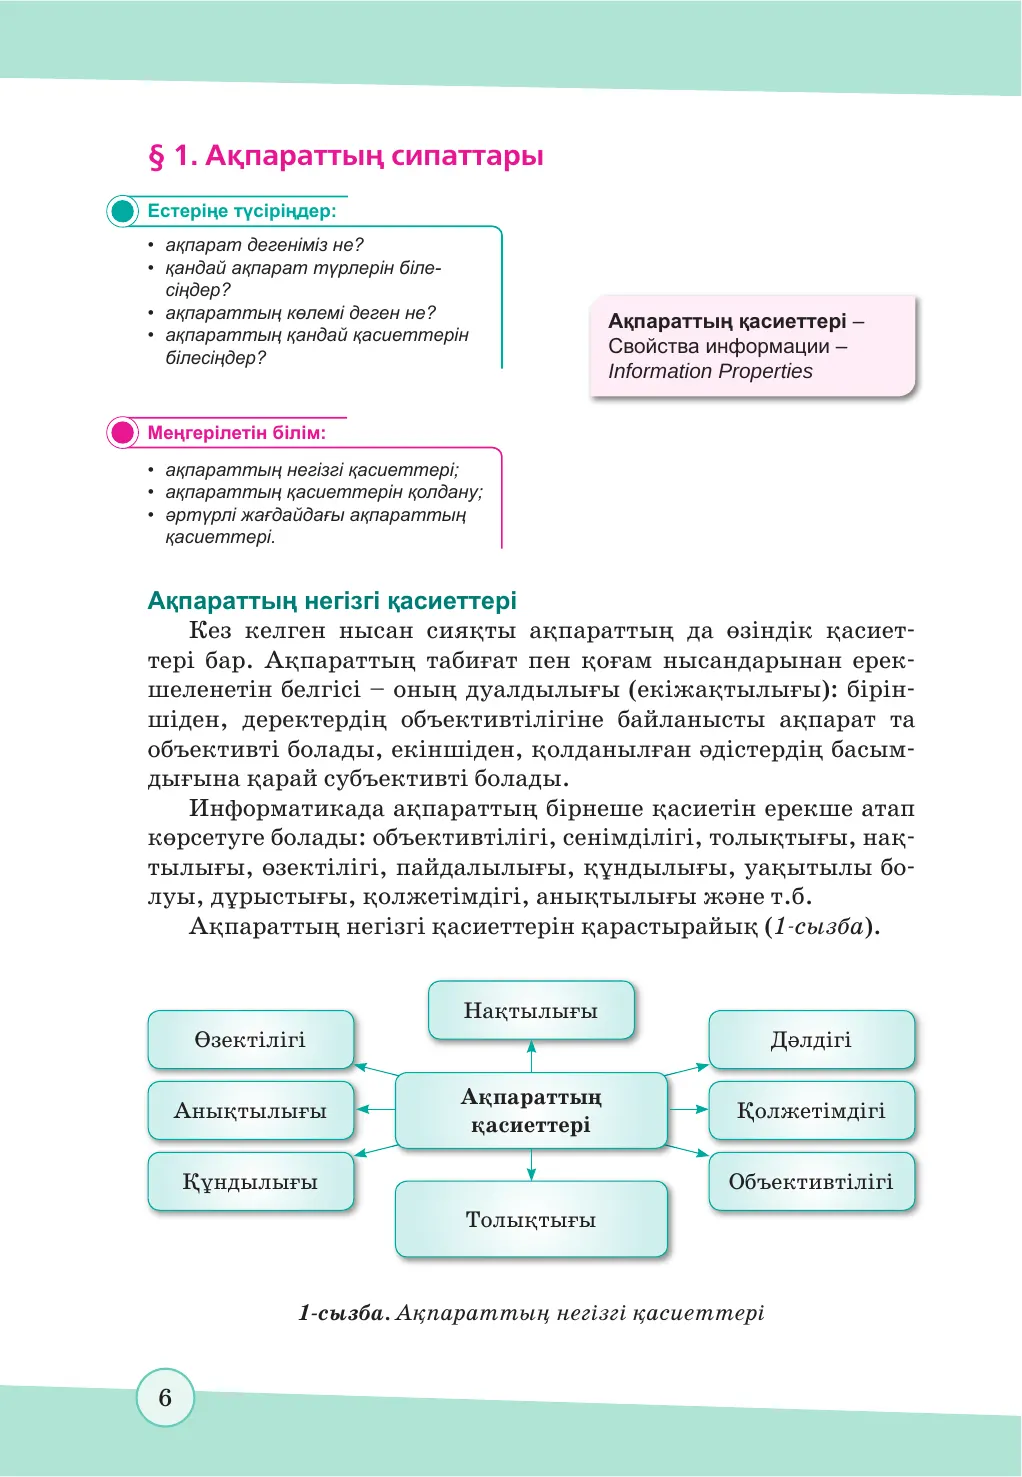 § 1. Ақпараттың сипаттары
Естеріңе түсіріңдер:
• ақпарат дегеніміз не?
• қандай ақпарат түрлерін біле-
сіңдер?
• ақпараттың көлемі деген не?
• ақпараттың қандай қасиеттерін
білесіңдер?
Ақпараттың қасиеттері –
Свойства информации –
Information Properties
Меңгерілетін білім:
• ақпараттың негізгі қасиеттері;
• ақпараттың қасиеттерін қолдану;
• әртүрлі жағдайдағы ақпараттың
қасиеттері.
Ақпараттың негізгі қасиеттері
Кез келген нысан сияқты ақпараттың да өзіндік қасиет-
тері бар. Ақпараттың табиғат пен қоғам нысандарынан ерек-
шеленетін белгісі – оның дуалдылығы (екіжақтылығы): бірін-
шіден, деректердің объективтілігіне байланысты ақпарат та
объективті болады, екіншіден, қолданылған әдістердің басым-
дығына қарай субъективті болады.
Информатикада ақпараттың бірнеше қасиетін ерекше атап
көрсетуге болады: объективтілігі, сенімділігі, толықтығы, нақ-
тылығы, өзектілігі, пайдалылығы, құндылығы, уақытылы бо-
луы, дұрыстығы, қолжетімдігі, анықтылығы және т.б.
Ақпараттың негізгі қасиеттерін қарастырайық (1-сызба).
Нақтылығы
Өзектілігі
Дәлдігі
Ақпараттың
қасиеттері
Анықтылығы
Қолжетімдігі
Құндылығы
Объективтілігі
Толықтығы
1-сызба. Ақпараттың негізгі қасиеттері
6